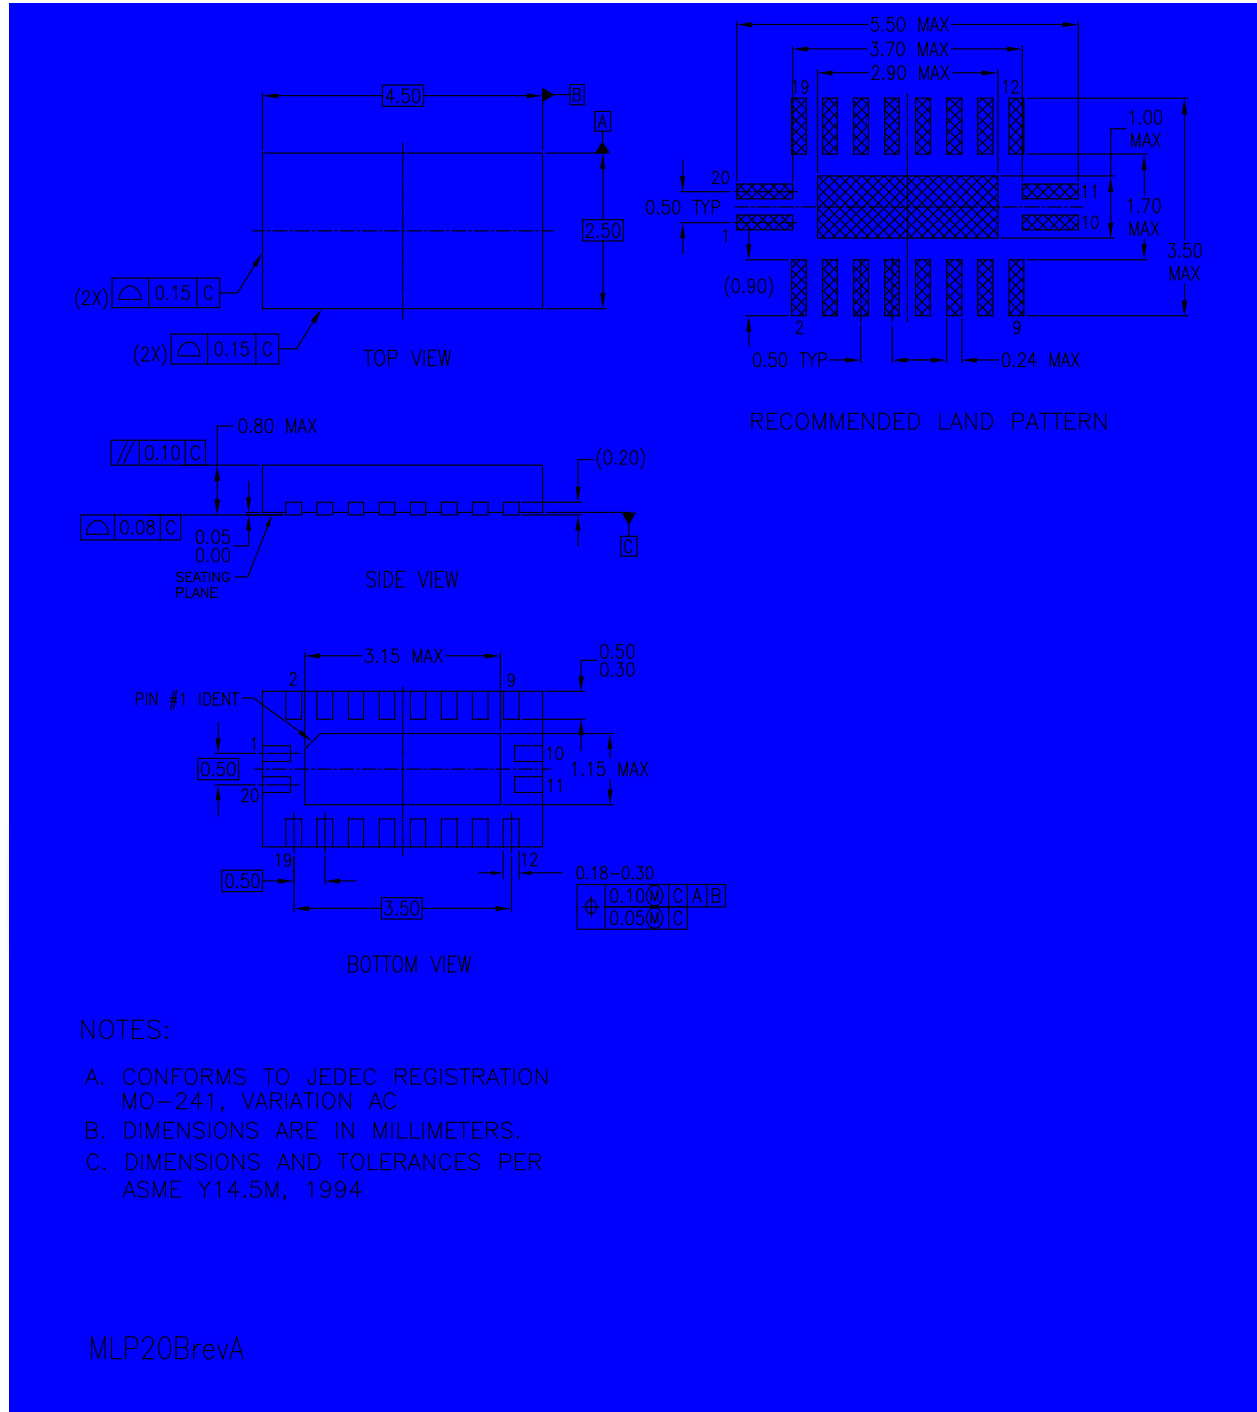 5.50 MAX
3.70 MAX
2.90 MAX
19 12
4.50 B
A
1.00
MAX
20 11
0.50 TYP
1.70
MAX
1 10
2.50
3.50
MAX
(0.90)
(2X) 0.15 C
2 9
(2X) 0.15 C
TOP VIEW
0.50 TYP 0.24 MAX
RECOMMENDED LAND PATTERN
0.80 MAX
// 0.10 C
(0.20)
0.08 C
0.05
0.00
C
SEATING
PLANE
SIDE VIEW
3.15 MAX
0.50
0.30
2 9
PIN #1 IDENT
1 10
0.50
1.15 MAX
20 11
19 12
0.50
0.18-0.30
0.10Ⓜ C A B
3.50
0.05Ⓜ C
BOTTOM VIEW
NOTES:
A. CONFORMS TO JEDEC REGISTRATION
MO-241, VARIATION AC
B. DIMENSIONS ARE IN MILLIMETERS.
C. DIMENSIONS AND TOLERANCES PER
ASME Y14.5M, 1994
MLP20BrevA